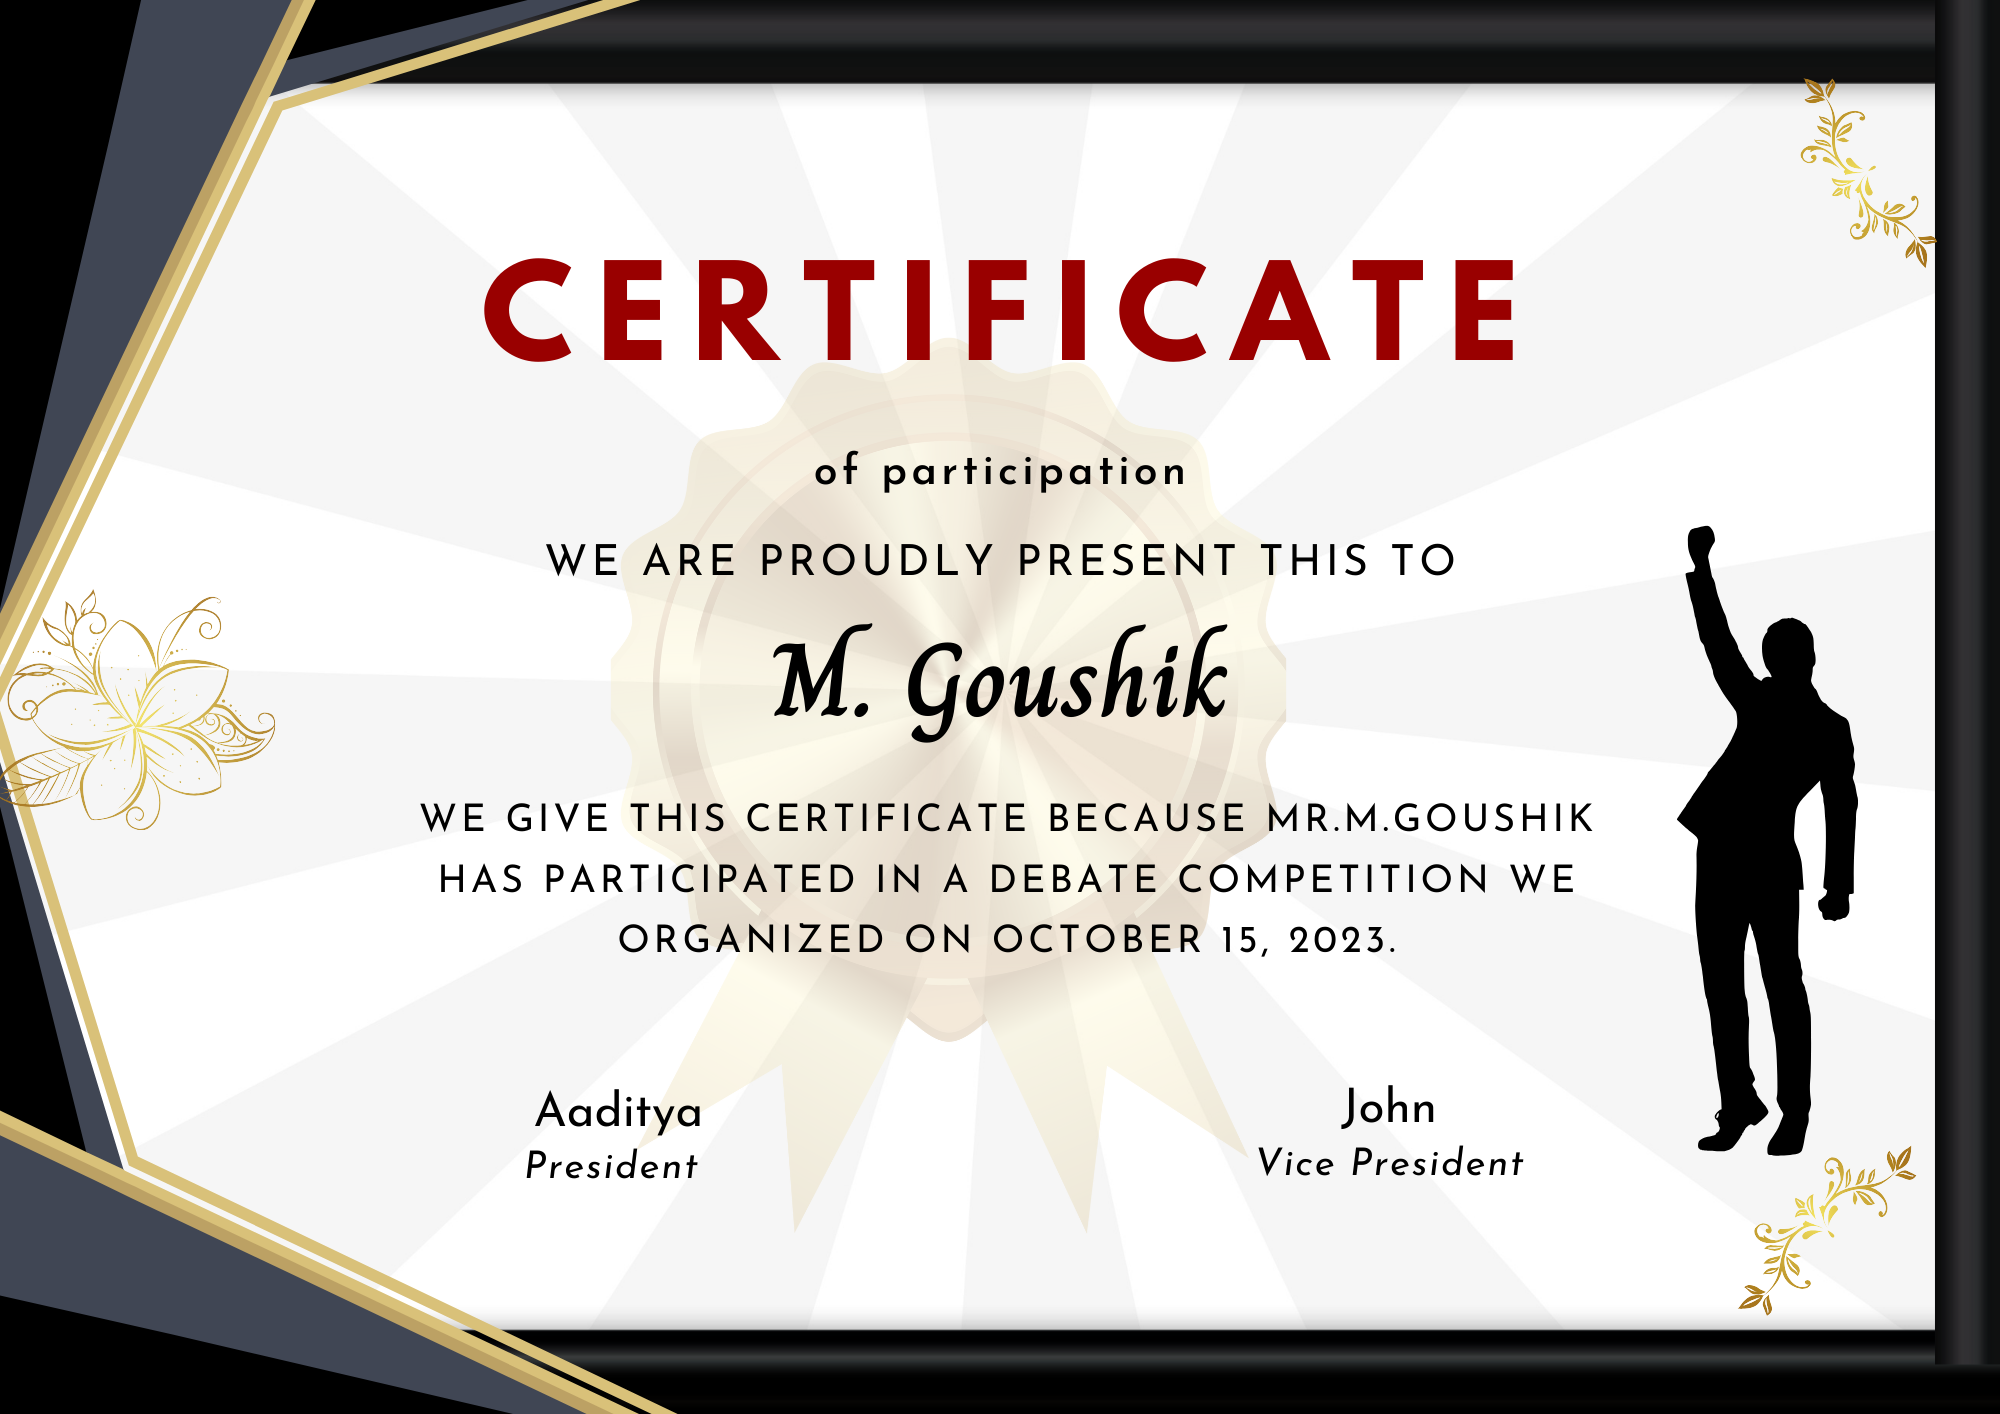 CERTIFICATE
of participation
WE ARE PROUDLY PRESENT THIS TO
M. Goushik
WE GIVE THIS CERTIFICATE BECAUSE MR.M.GOUSHIK
HAS PARTICIPATED IN A DEBATE COMPETITION WE
ORGANIZED ON OCTOBER 15, 2023.
Aaditya
President
John
Vice President